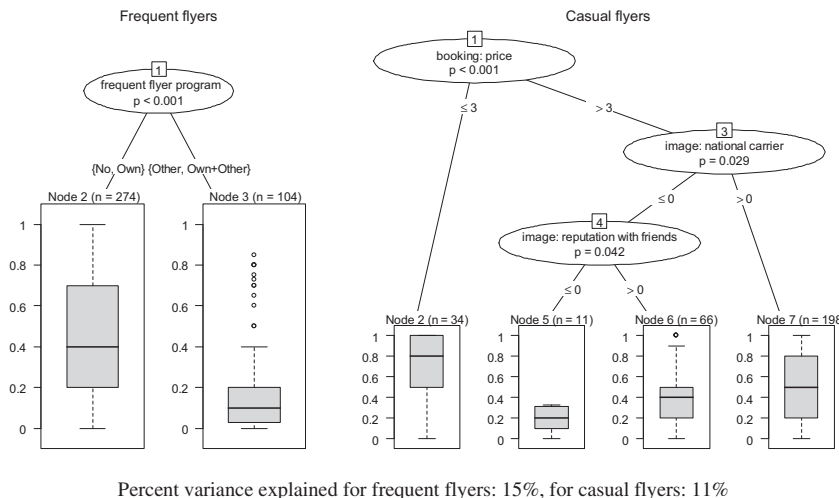 Frequent flyers
1
frequent flyer program
p < 0.001
{No, Own} {Other, Own+Other}
Node 2 (n = 274)
1
0.8
0.6
0.4
0.2
0
Node 3 (n = 104)
1
0.8
0.6
0.4
0.2
0
Casual flyers
1
booking: price
p < 0.001
≤ 3
> 3
3
image: national carrier
p = 0.029
≤ 0
> 0
4
image: reputation with friends
p = 0.042
≤ 0
> 0
Node 2 (n = 34)
1
0.8
0.6
0.4
0.2
0
Node 5 (n = 11)
1
0.8
0.6
0.4
0.2
0
Node 6 (n = 66)
1
0.8
0.6
0.4
0.2
0
Node 7 (n = 198
1
0.8
0.6
0.4
0.2
0
Percent variance explained for frequent flyers: 15%, for casual flyers: 11%